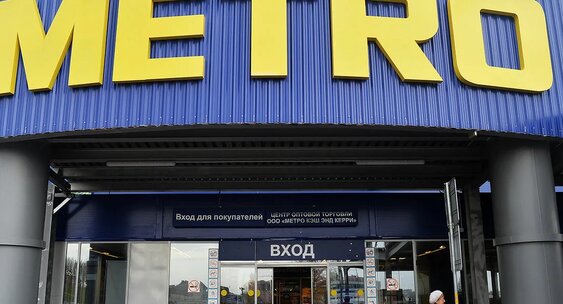 METRO
Вход для покупателей
ЦЕНТР ОПТОВОЙ ТОРГОВЛИ
ООО «МЕТРО КЭШ ЭНД КЕРРИ»
ВХОД